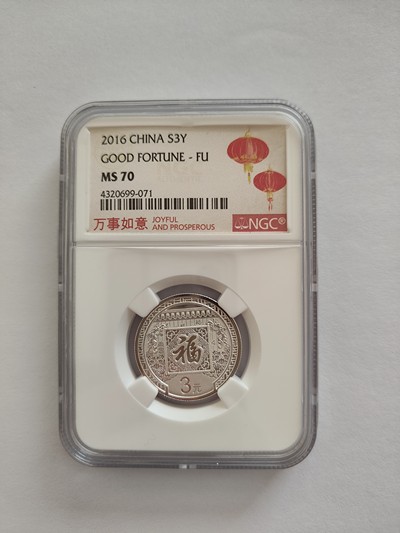 2016 CHINA S3Y
GOOD FORTUNE - FU
MS 70
4320699-071
万事如意 JOYFUL
AND PROSPEROUS
NGC®
福
3元